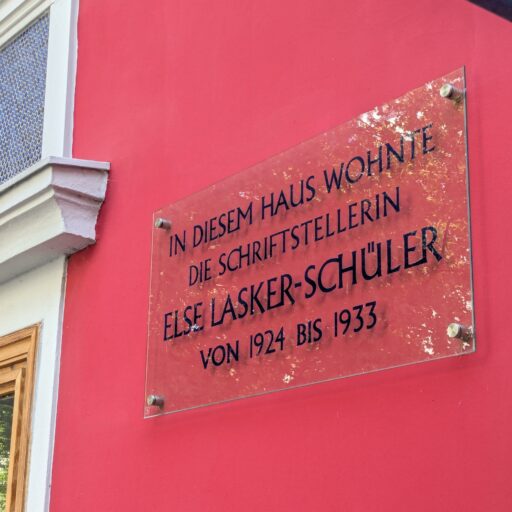 IN DIESEM HAUS WOHNTE
DIE SCHRIFTSTELLERIN
ELSE LASKER-SCHÜLER
VON 1924 BIS 1933